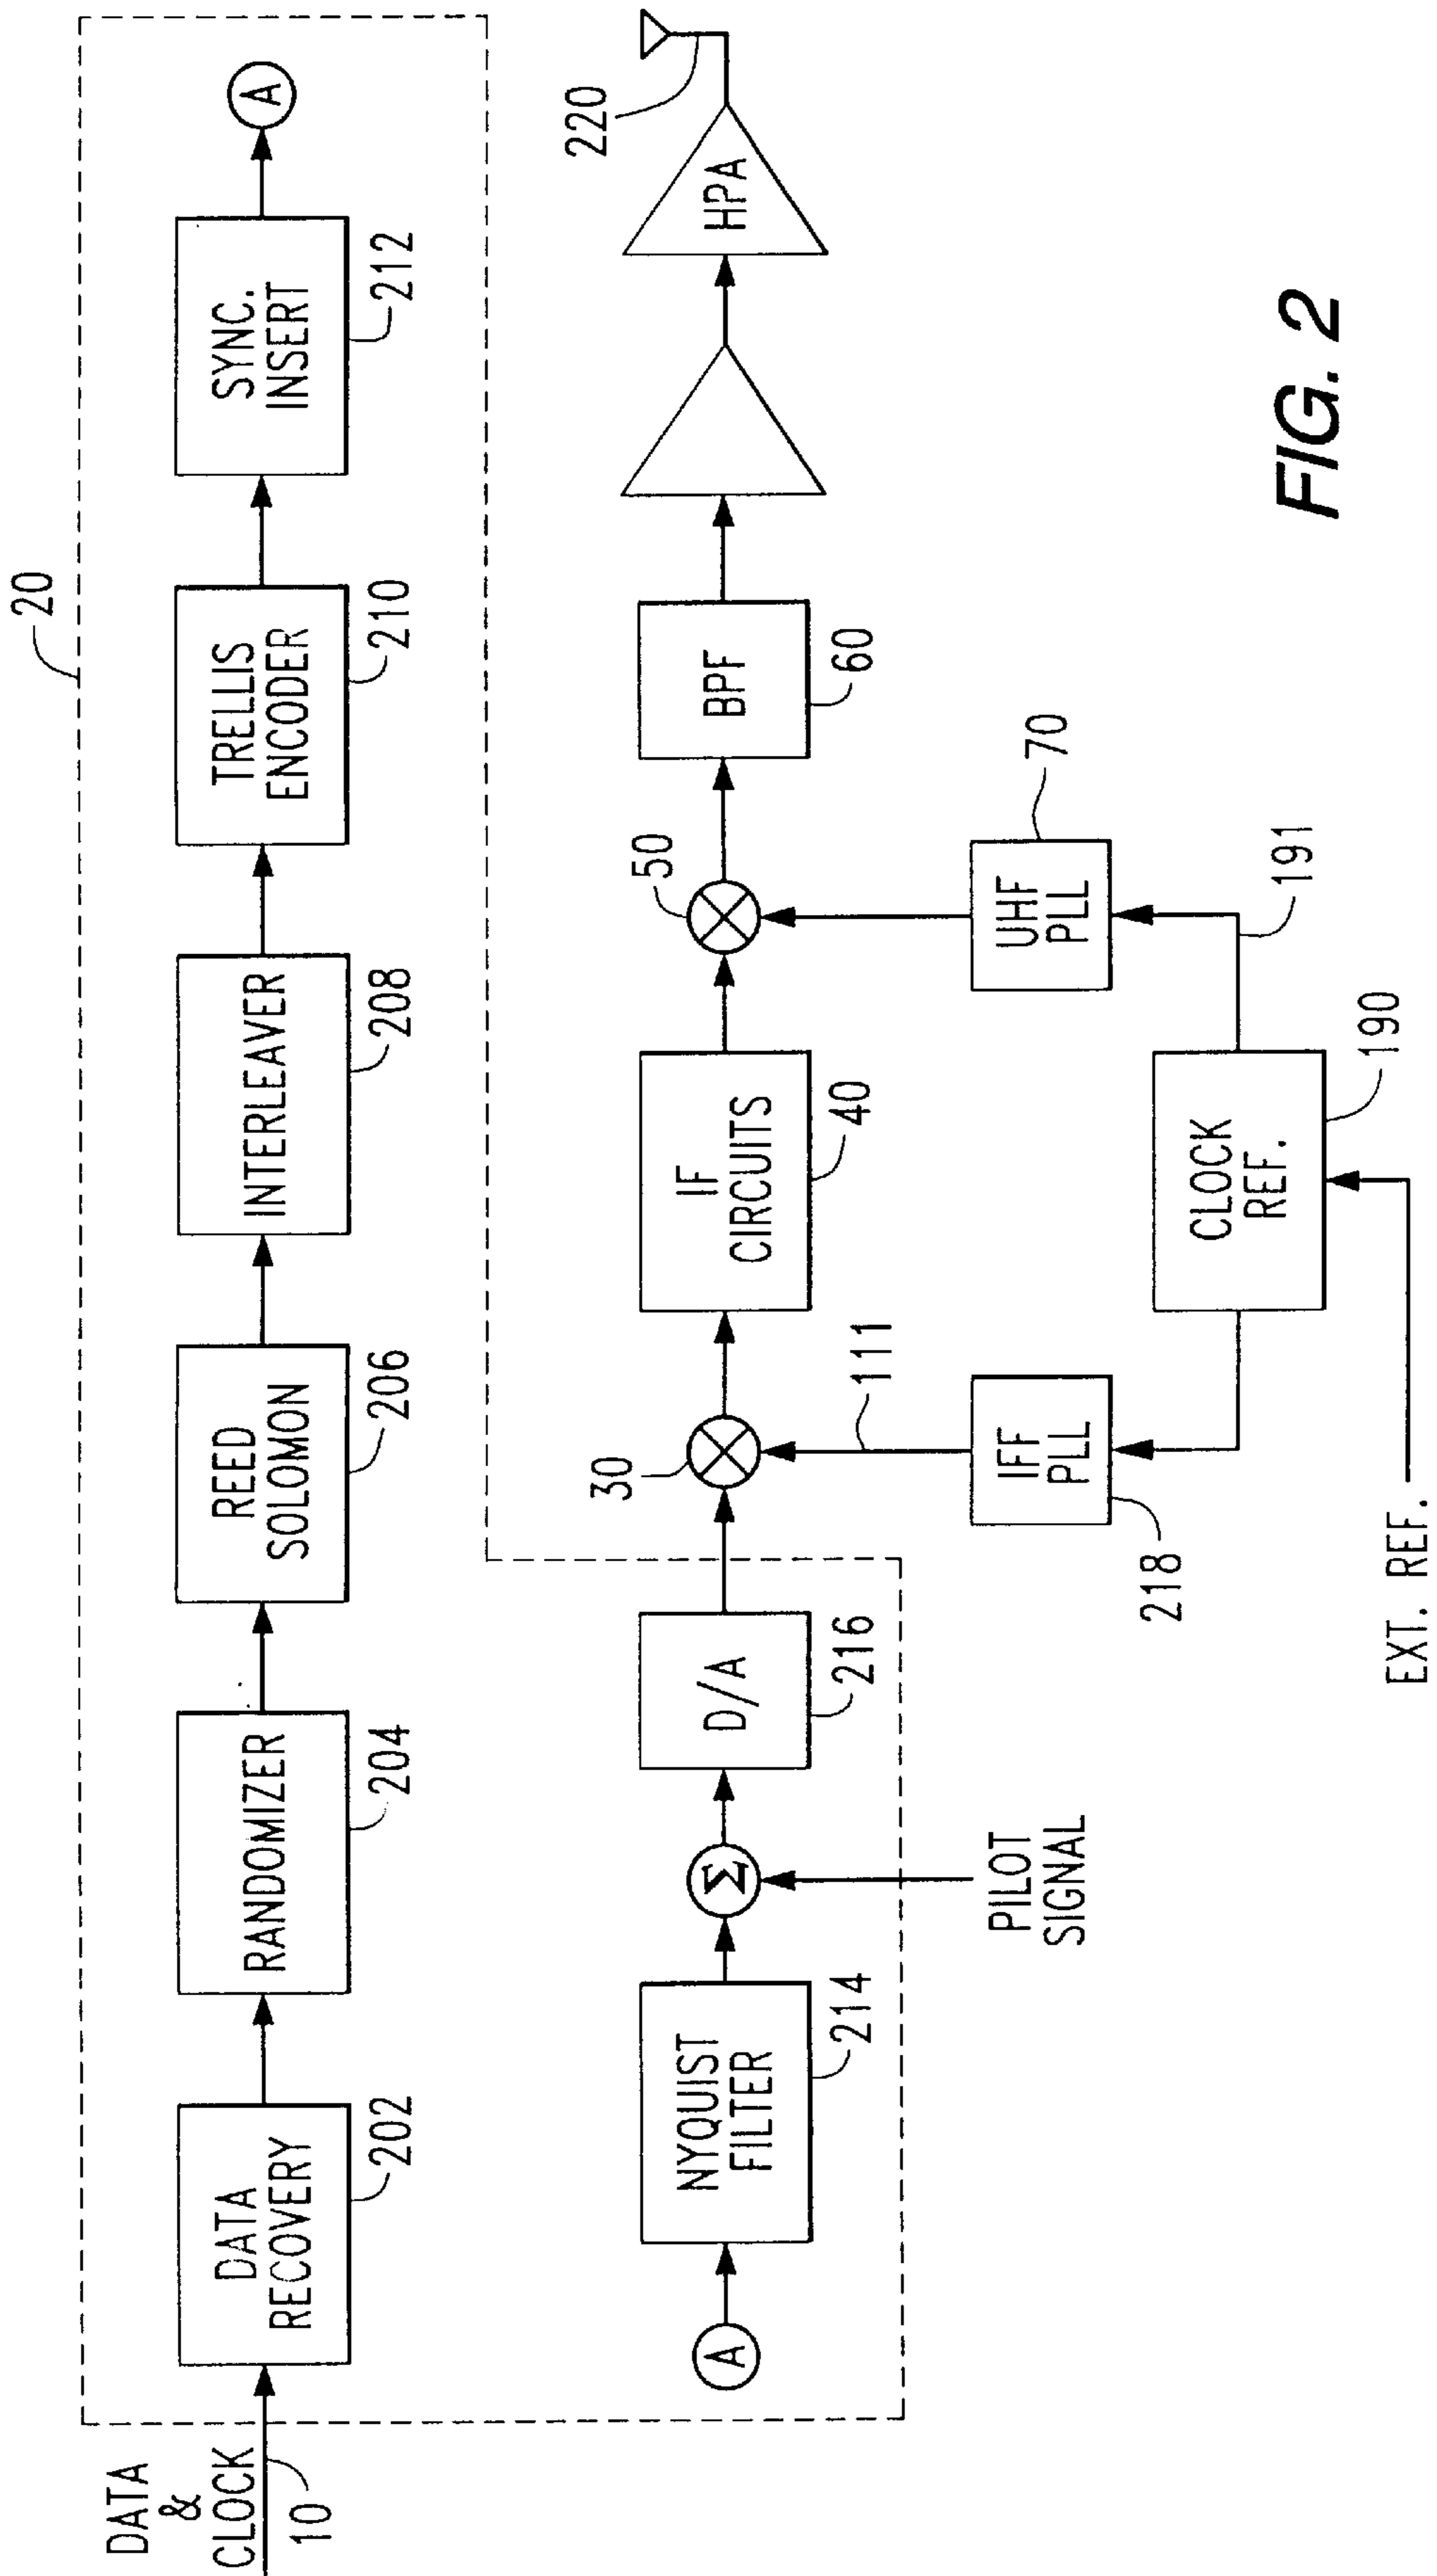 DATA
&
CLOCK
10
20
DATA
RECOVERY
202
RANDOMIZER
204
REED
SOLOMON
206
INTERLEAVER
208
TRELLIS
ENCODER
210
SYNC.
INSERT
212
A
A
NYQUIST
FILTER
214
Σ
PILOT
SIGNAL
D/A
216
30
111
IFF
PLL
218
IF
CIRCUITS
40
50
UHF
PLL
70
191
CLOCK
REF.
190
EXT. REF.
BPF
60
HPA
220
FIG. 2